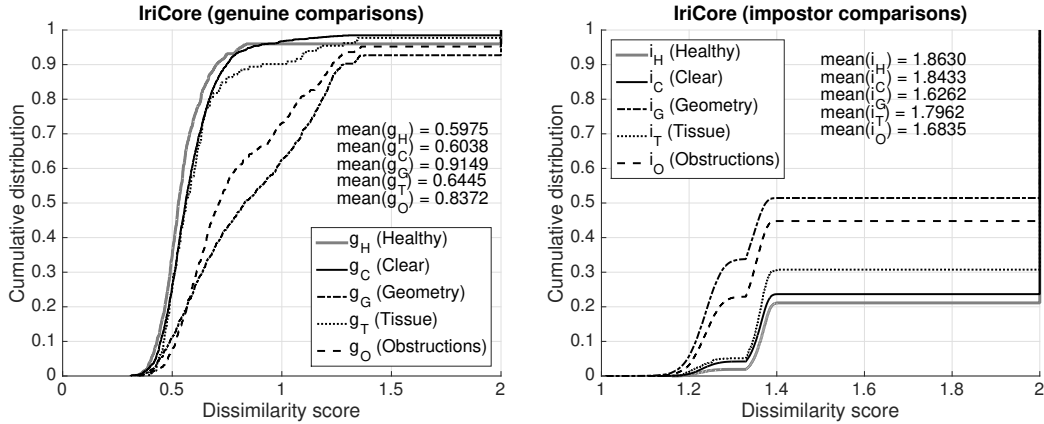 IriCore (genuine comparisons)
1
0.9
0.8
0.7
0.6
0.5
0.4
0.3
0.2
0.1
0
Cumulative distribution
mean(g_H) = 0.5975
mean(g_C) = 0.6038
mean(g_G) = 0.9149
mean(g_T) = 0.6445
mean(g_O) = 0.8372
g_H (Healthy)
g_C (Clear)
g_G (Geometry)
g_T (Tissue)
g_O (Obstructions)
0 0.5 1 1.5 2
Dissimilarity score
IriCore (impostor comparisons)
1
0.9
0.8
0.7
0.6
0.5
0.4
0.3
0.2
0.1
0
Cumulative distribution
i_H (Healthy)
i_C (Clear)
i_G (Geometry)
i_T (Tissue)
i_O (Obstructions)
mean(i_H) = 1.8630
mean(i_C) = 1.8433
mean(i_G) = 1.6262
mean(i_T) = 1.7962
mean(i_O) = 1.6835
1 1.2 1.4 1.6 1.8 2
Dissimilarity score